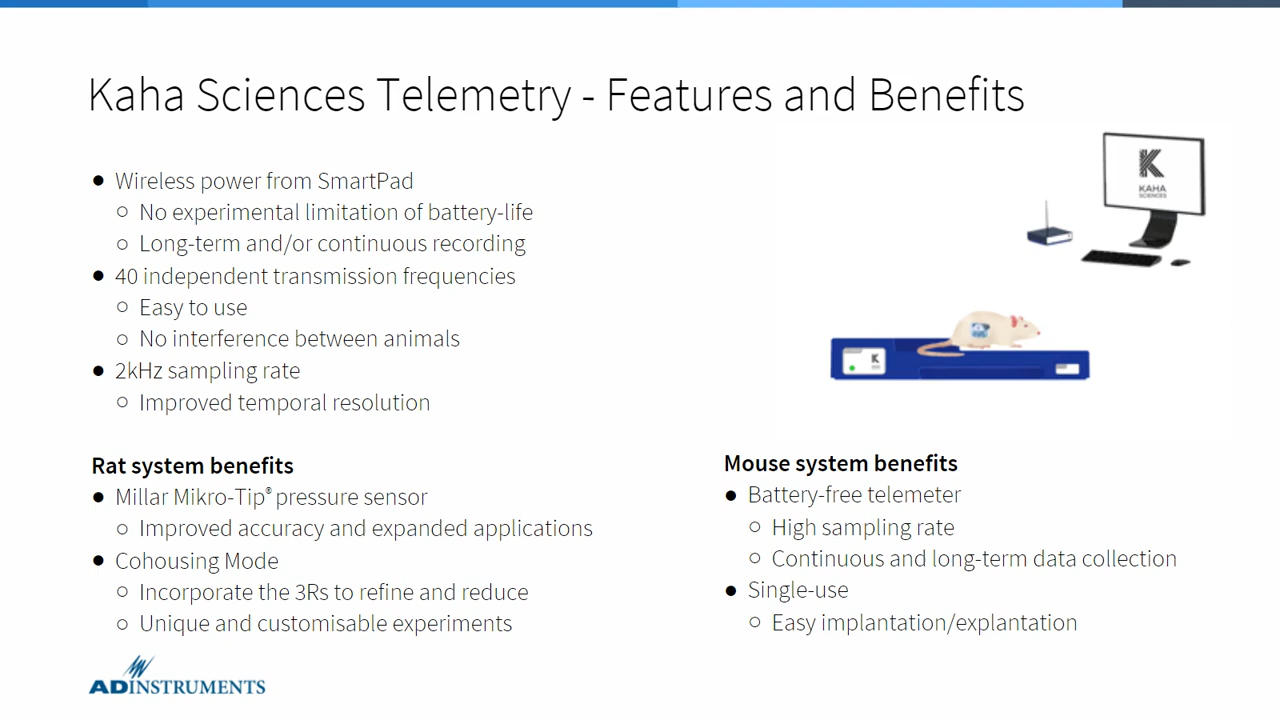 Kaha Sciences Telemetry - Features and Benefits
● Wireless power from SmartPad
○ No experimental limitation of battery-life
○ Long-term and/or continuous recording
● 40 independent transmission frequencies
○ Easy to use
○ No interference between animals
● 2kHz sampling rate
○ Improved temporal resolution
K
KAHA
SCIENCES
K
Rat system benefits
● Millar Mikro-Tip® pressure sensor
○ Improved accuracy and expanded applications
● Cohousing Mode
○ Incorporate the 3Rs to refine and reduce
○ Unique and customisable experiments
Mouse system benefits
● Battery-free telemeter
○ High sampling rate
○ Continuous and long-term data collection
● Single-use
○ Easy implantation/explantation
ADINSTRUMENTS